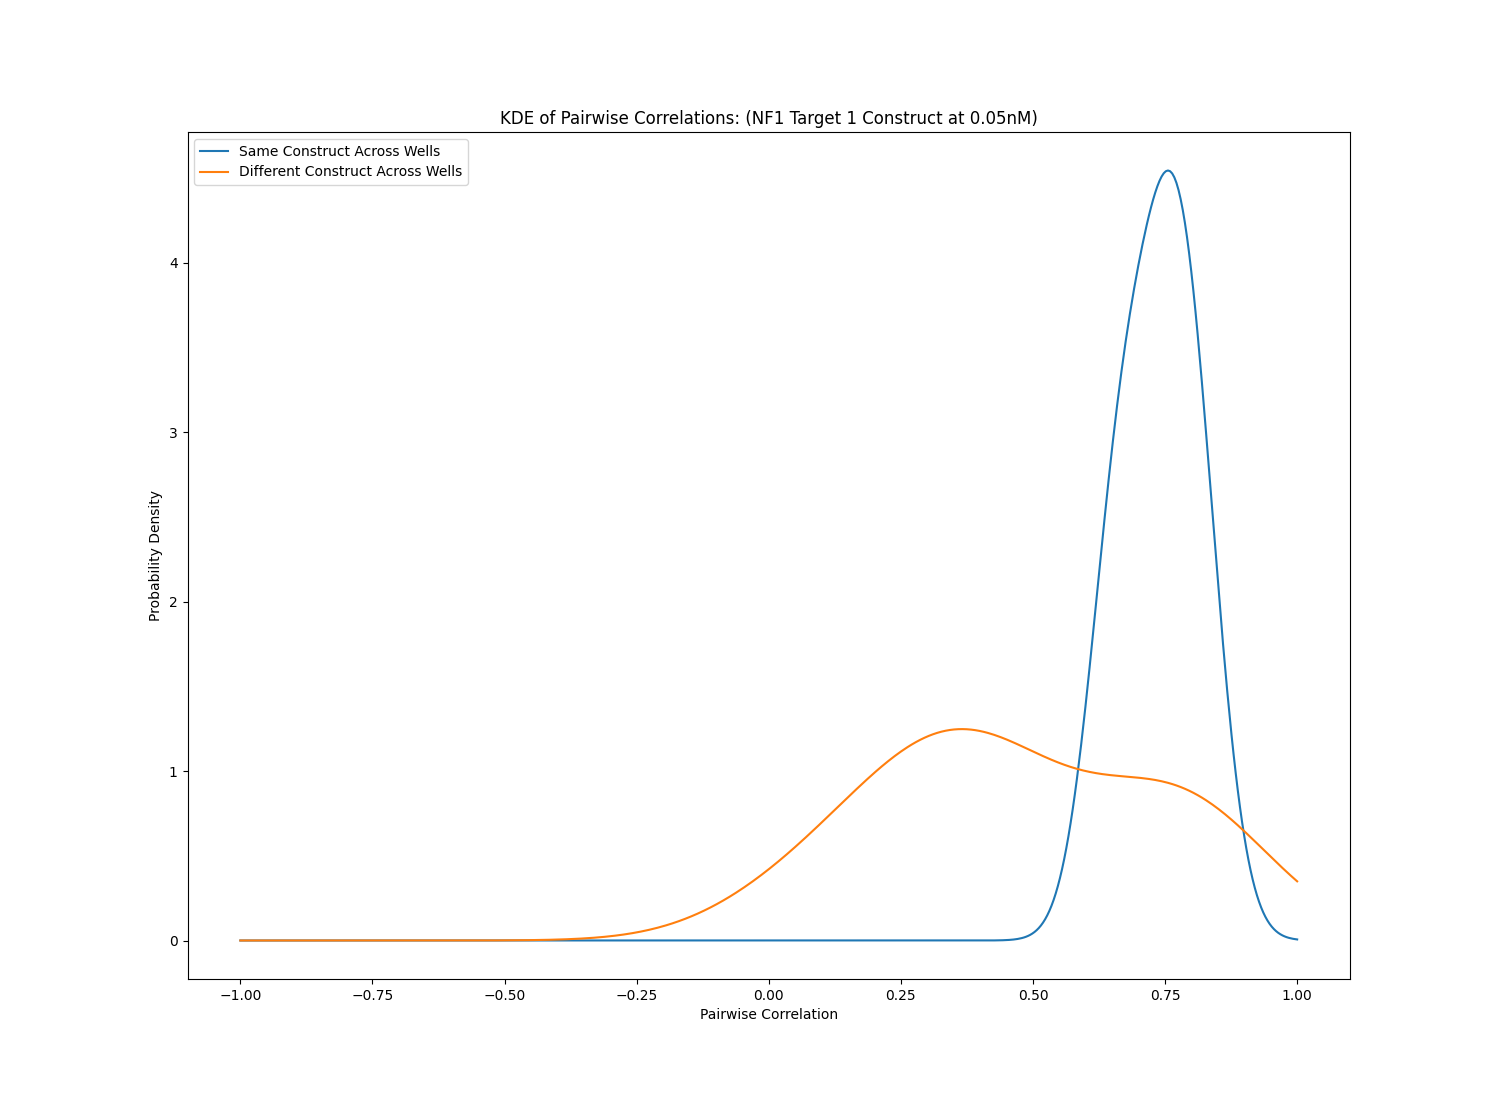 KDE of Pairwise Correlations: (NF1 Target 1 Construct at 0.05nM)
Same Construct Across Wells
Different Construct Across Wells
Probability Density
4
3
2
1
0
−1.00 −0.75 −0.50 −0.25 0.00 0.25 0.50 0.75 1.00
Pairwise Correlation